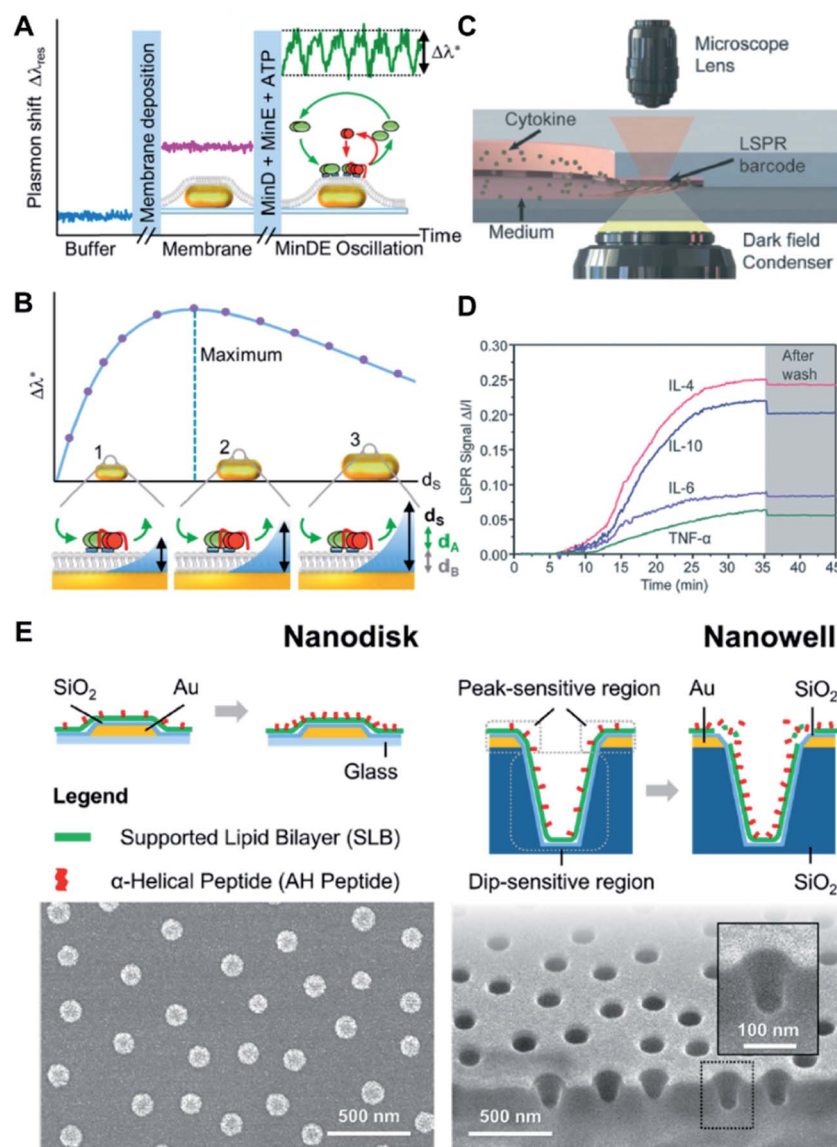 A
Plasmon shift Δλres
Membrane deposition
MinD + MinE + ATP
Δλ*
Buffer
Membrane
MinDE Oscillation
Time
B
Δλ*
Maximum
1
2
3
dS
dS
dA
dB
C
Microscope
Lens
Cytokine
LSPR
barcode
Medium
Dark field
Condenser
D
LSPR Signal ΔI/I
0.30
0.25
0.20
0.15
0.10
0.05
0.00
After
wash
IL-4
IL-10
IL-6
TNF-α
0 5 10 15 20 25 30 35 40 45
Time (min)
E
Nanodisk
SiO2
Au
Glass
Legend
Supported Lipid Bilayer (SLB)
α-Helical Peptide (AH Peptide)
500 nm
Nanowell
Peak-sensitive region
Au
SiO2
Dip-sensitive region
SiO2
100 nm
500 nm